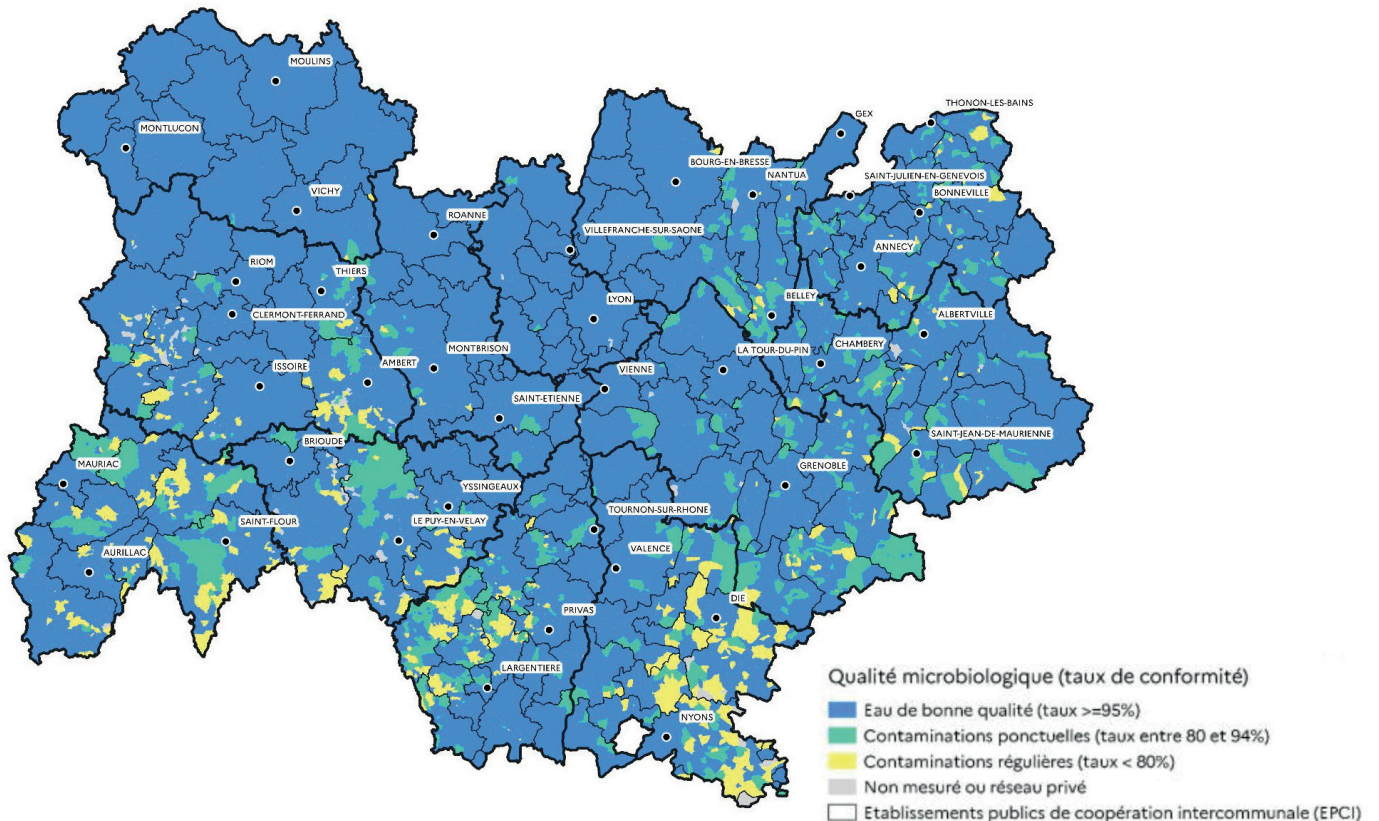 MOULINS
THONON-LES-BAINS
GEX
MONTLUCON
BOURG-EN-BRESSE
NANTUA
SAINT-JULIEN-EN-GENEVOIS
BONNEVILLE
VICHY
ROANNE
VILLEFRANCHE-SUR-SAONE
ANNECY
RIOM
THIERS
BELLEY
LYON
CLERMONT-FERRAND
ALBERTVILLE
CHAMBERY
MONTBRISON
LA TOUR-DU-PIN
AMBERT
ISSOIRE
VIENNE
SAINT-ETIENNE
SAINT-JEAN-DE-MAURIENNE
BRIOUDE
MAURIAC
GRENOBLE
YSSINGEAUX
TOURNON-SUR-RHONE
SAINT-FLOUR
LE PUY-EN-VELAY
VALENCE
AURILLAC
DIE
PRIVAS
LARGENTIERE
NYONS
Qualité microbiologique (taux de conformité)
Eau de bonne qualité (taux >=95%)
Contaminations ponctuelles (taux entre 80 et 94%)
Contaminations régulières (taux < 80%)
Non mesuré ou réseau privé
Etablissements publics de coopération intercommunale (EPCI)